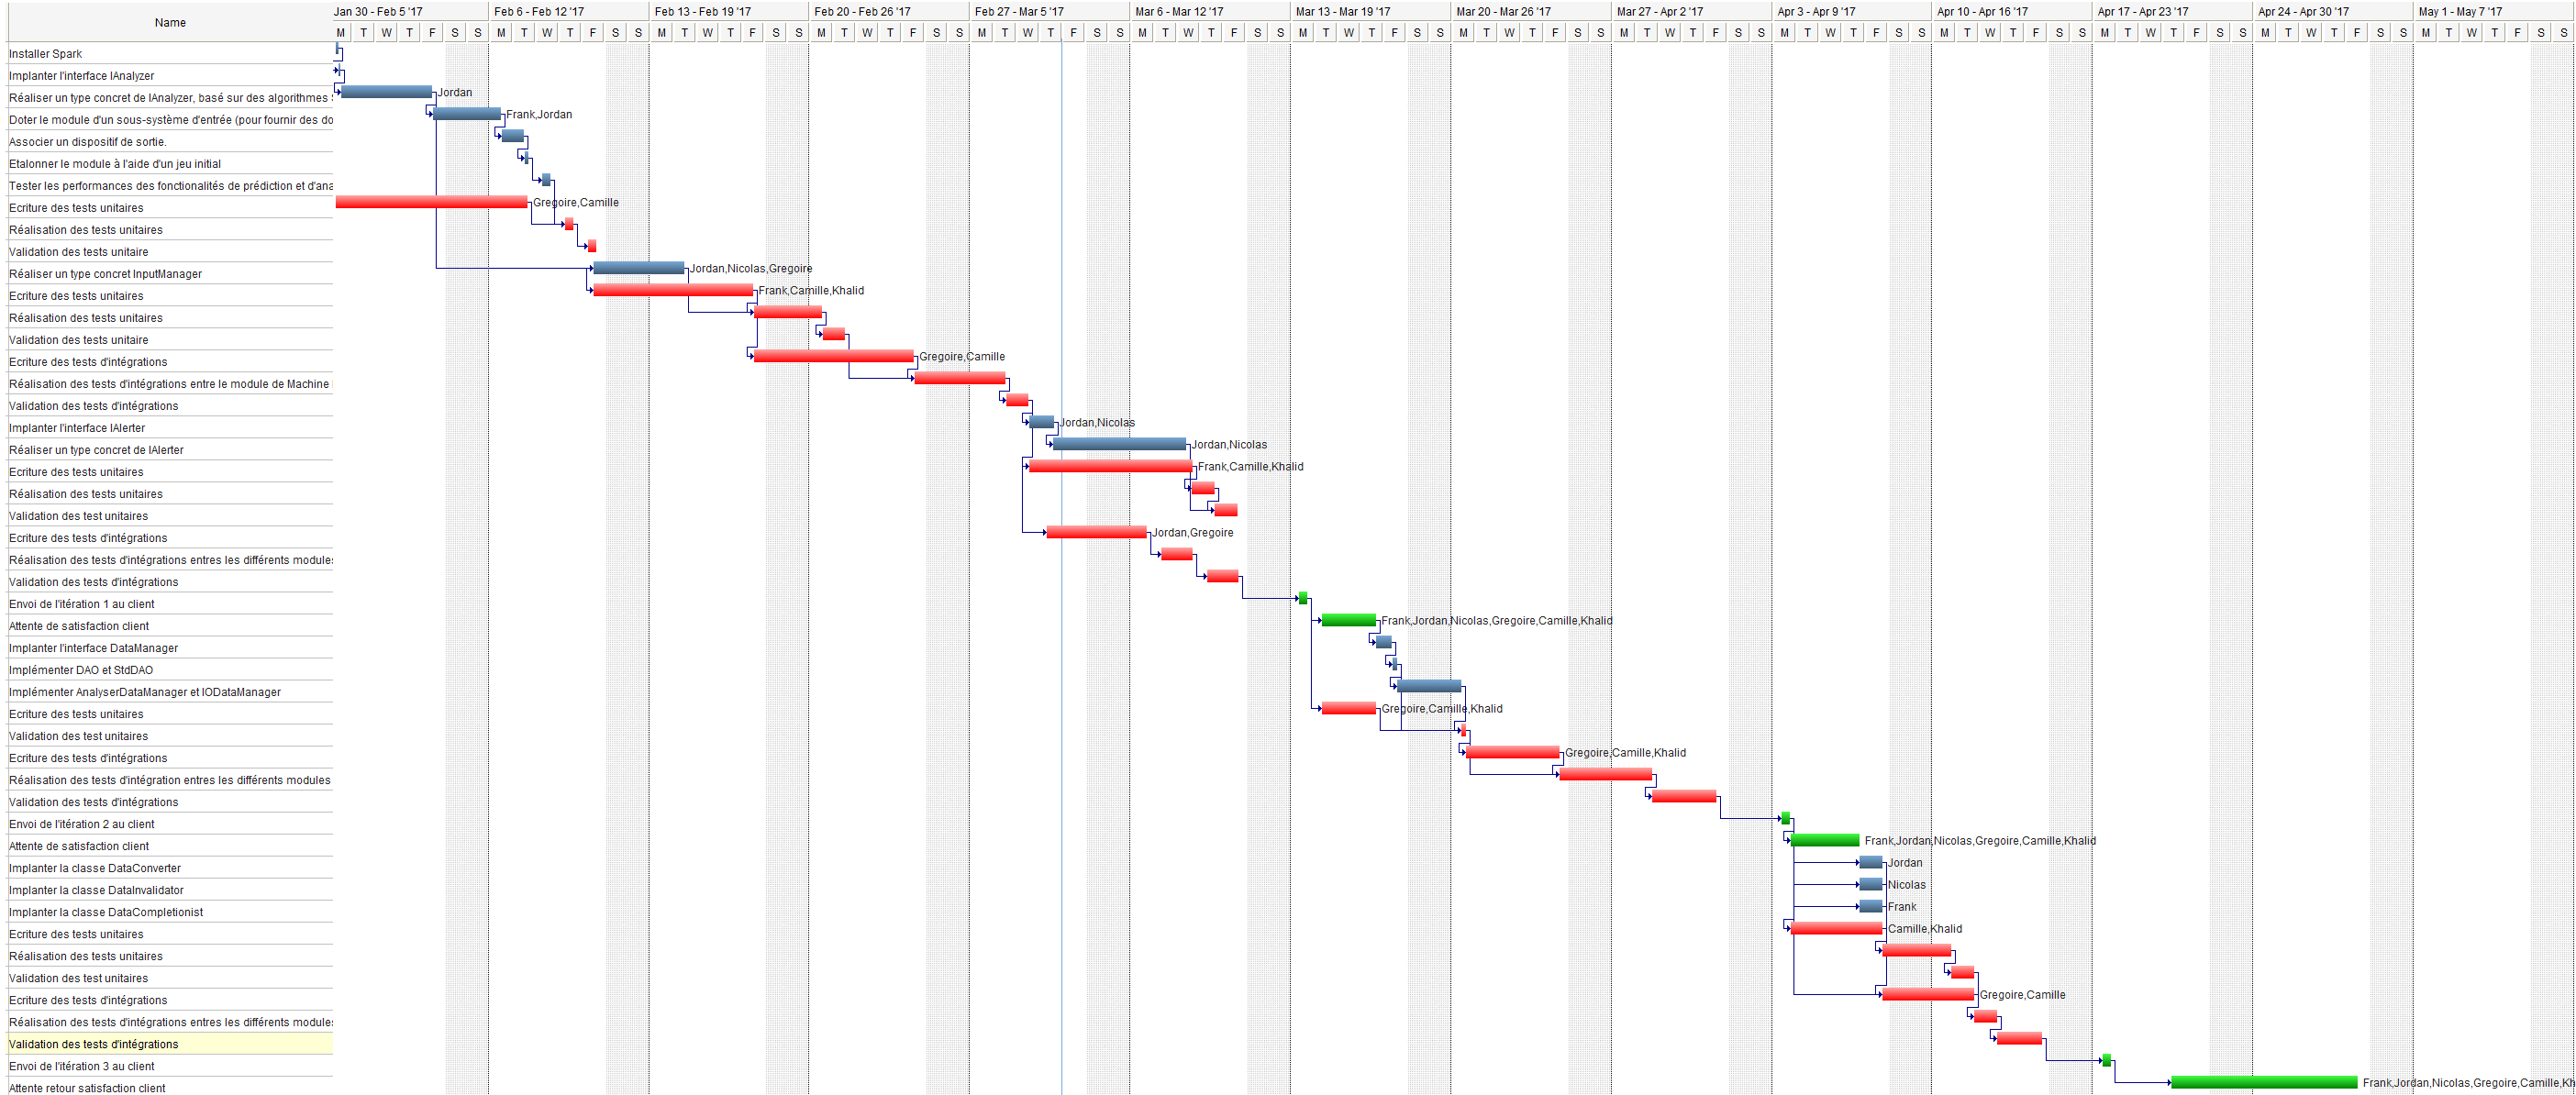 Name
Jan 30 - Feb 5 '17 Feb 6 - Feb 12 '17 Feb 13 - Feb 19 '17 Feb 20 - Feb 26 '17 Feb 27 - Mar 5 '17 Mar 6 - Mar 12 '17 Mar 13 - Mar 19 '17 Mar 20 - Mar 26 '17 Mar 27 - Apr 2 '17 Apr 3 - Apr 9 '17 Apr 10 - Apr 16 '17 Apr 17 - Apr 23 '17 Apr 24 - Apr 30 '17 May 1 - May 7 '17
M T W T F S S M T W T F S S M T W T F S S M T W T F S S M T W T F S S M T W T F S S M T W T F S S M T W T F S S M T W T F S S M T W T F S S M T W T F S S M T W T F S S M T W T F S S M T W T F S S
Installer Spark
Implanter l'interface IAnalyzer
Réaliser un type concret de IAnalyzer, basé sur des algorithmes Jordan
Doter le module d'un sous-système d'entrée (pour fournir des do Frank,Jordan
Associer un dispositif de sortie.
Etalonner le module à l'aide d'un jeu initial
Tester les performances des fonctionalités de prédiction et d'ana
Ecriture des tests unitaires Gregoire,Camille
Réalisation des tests unitaires
Validation des tests unitaire
Réaliser un type concret InputManager Jordan,Nicolas,Gregoire
Ecriture des tests unitaires Frank,Camille,Khalid
Réalisation des tests unitaires
Validation des tests unitaire
Ecriture des tests d'intégrations Gregoire,Camille
Réalisation des tests d'intégrations entre le module de Machine
Validation des tests d'intégrations
Implanter l'interface IAlerter Jordan,Nicolas
Réaliser un type concret de IAlerter Jordan,Nicolas
Ecriture des tests unitaires Frank,Camille,Khalid
Réalisation des tests unitaires
Validation des test unitaires
Ecriture des tests d'intégrations Jordan,Gregoire
Réalisation des tests d'intégrations entres les différents modules
Validation des tests d'intégrations
Envoi de l'itération 1 au client
Attente de satisfaction client Frank,Jordan,Nicolas,Gregoire,Camille,Khalid
Implanter l'interface DataManager
Implémenter DAO et StdDAO
Implémenter AnalyserDataManager et IODataManager
Ecriture des tests unitaires Gregoire,Camille,Khalid
Validation des test unitaires
Ecriture des tests d'intégrations Gregoire,Camille,Khalid
Réalisation des tests d'intégration entres les différents modules
Validation des tests d'intégrations
Envoi de l'itération 2 au client
Attente de satisfaction client Frank,Jordan,Nicolas,Gregoire,Camille,Khalid
Implanter la classe DataConverter Jordan
Implanter la classe DataInvalidator Nicolas
Implanter la classe DataCompletionist Frank
Ecriture des tests unitaires Camille,Khalid
Réalisation des tests unitaires
Validation des test unitaires
Ecriture des tests d'intégrations Gregoire,Camille
Réalisation des tests d'intégrations entres les différents modules
Validation des tests d'intégrations
Envoi de l'itération 3 au client
Attente retour satisfaction client Frank,Jordan,Nicolas,Gregoire,Camille,Kh